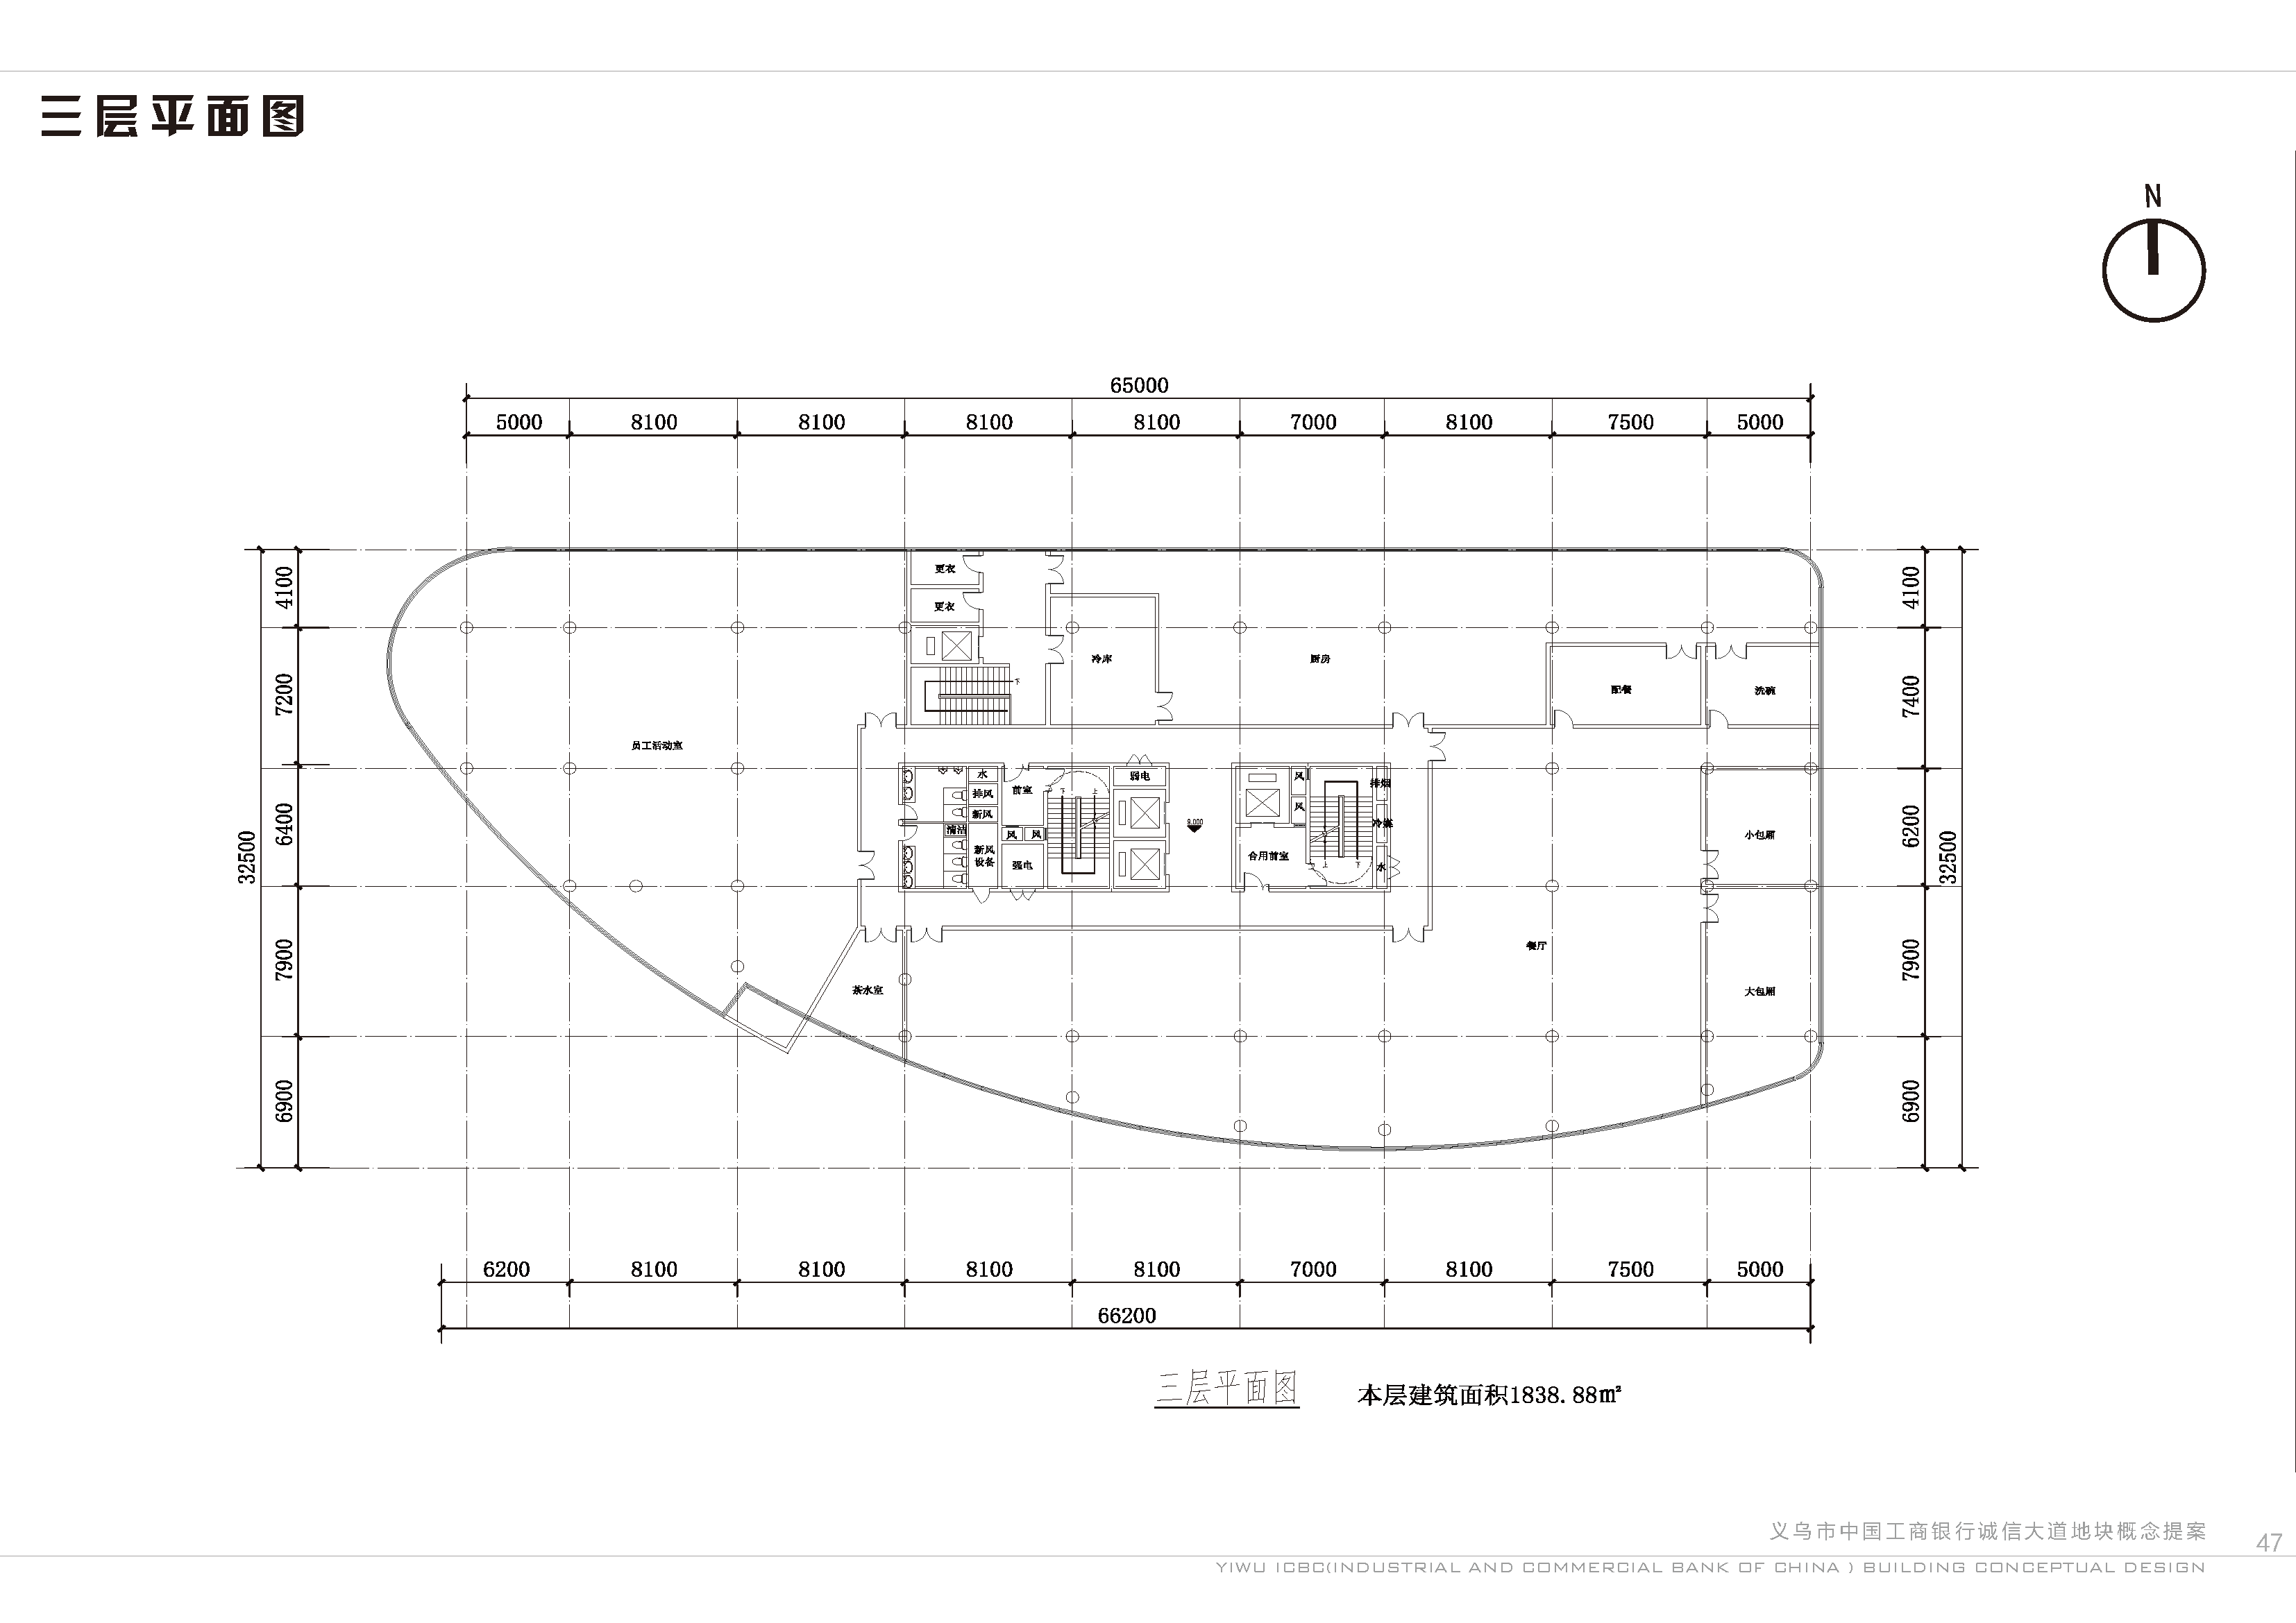 三层平面图
N
65000
5000 8100 8100 8100 8100 7000 8100 7500 5000
32500
4100
7200
6400
7900
6900
4100
7400
6200
7900
6900
32500
更衣
更衣
下
冷库
厨房
配餐
洗碗
员工活动室
水
排风
新风
清洁
新风
设备
前室
风 风
强电
下 上
弱电
9.000
风
风
合用前室
上 下
排烟
冷媒
水
小包厢
餐厅
大包厢
茶水室
6200 8100 8100 8100 8100 7000 8100 7500 5000
66200
三层平面图 本层建筑面积1838.88㎡
义乌市中国工商银行诚信大道地块概念提案
47
YIWU ICBC(INDUSTRIAL AND COMMERCIAL BANK OF CHINA ) BUILDING CONCEPTUAL DESIGN